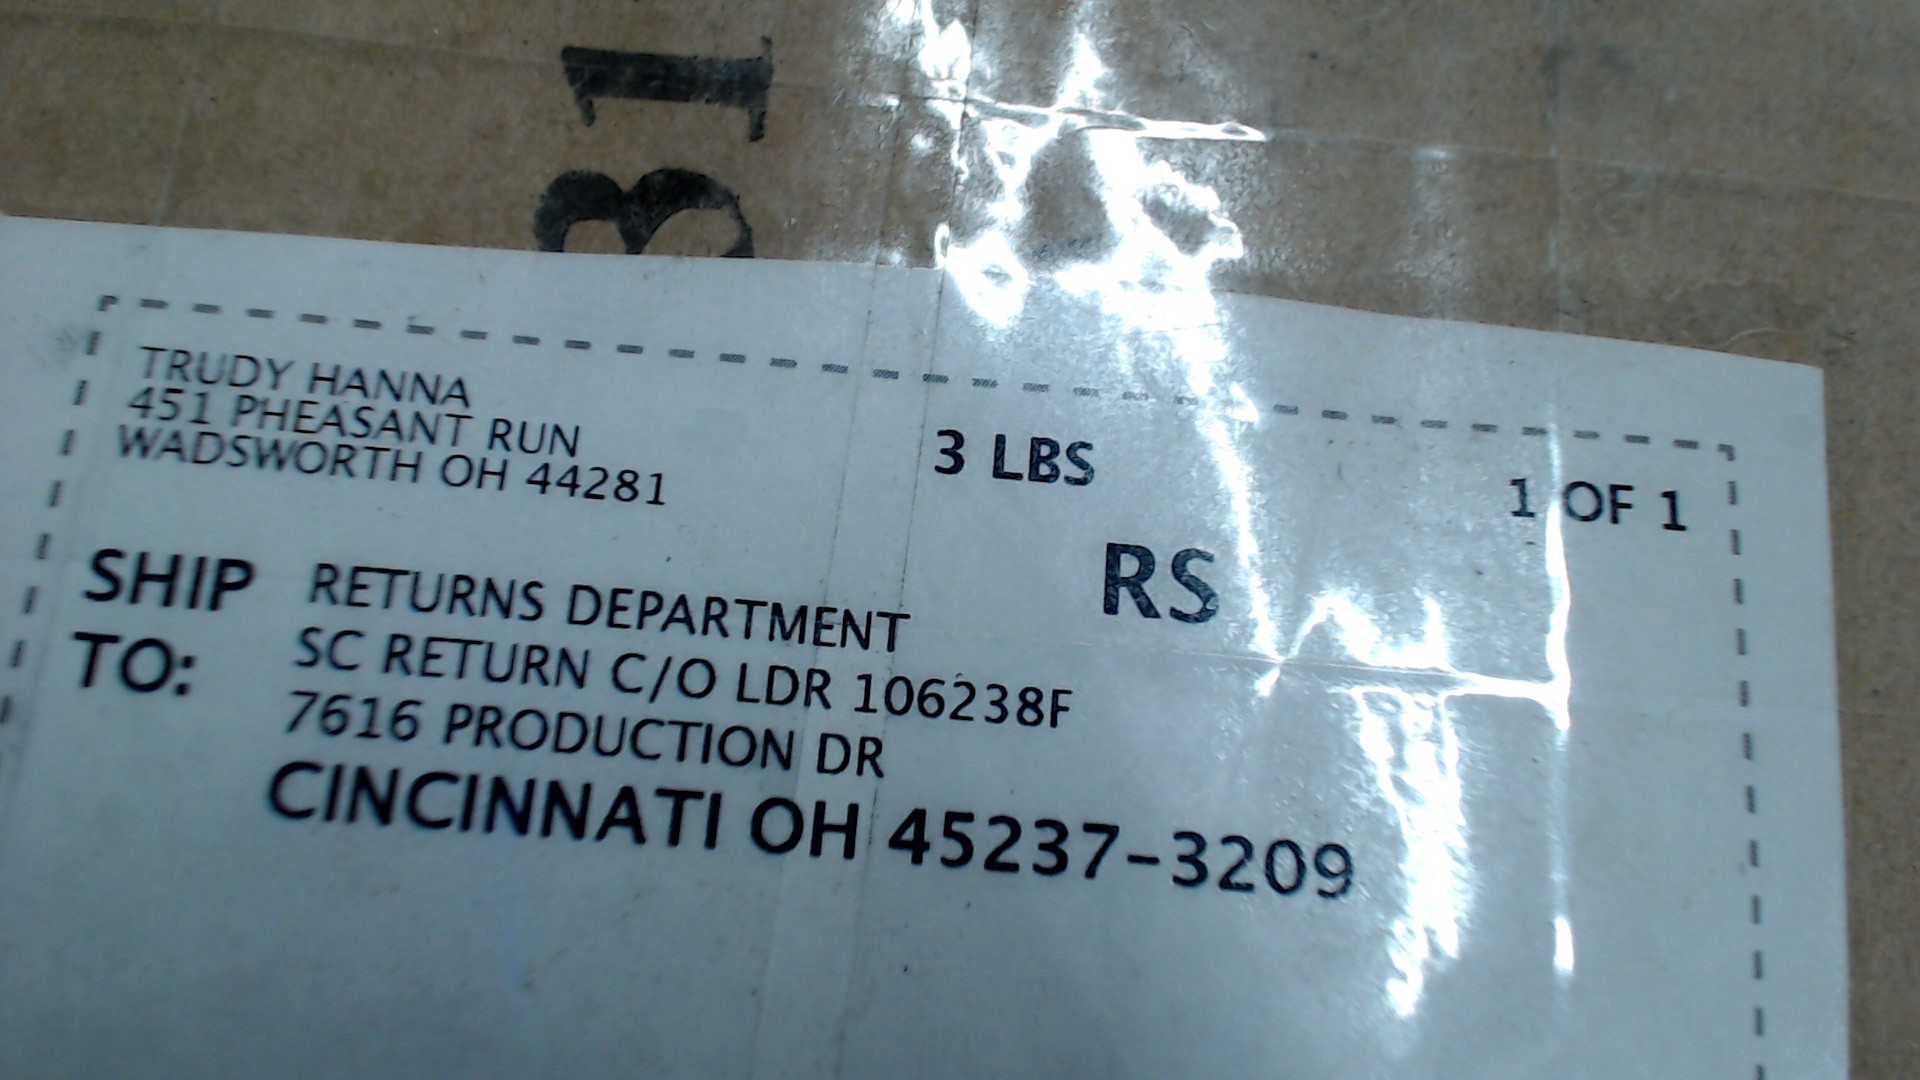 31
TRUDY HANNA
451 PHEASANT RUN
WADSWORTH OH 44281
3 LBS
1 OF 1
RS
SHIP TO:
RETURNS DEPARTMENT
SC RETURN C/O LDR 106238F
7616 PRODUCTION DR
CINCINNATI OH 45237-3209